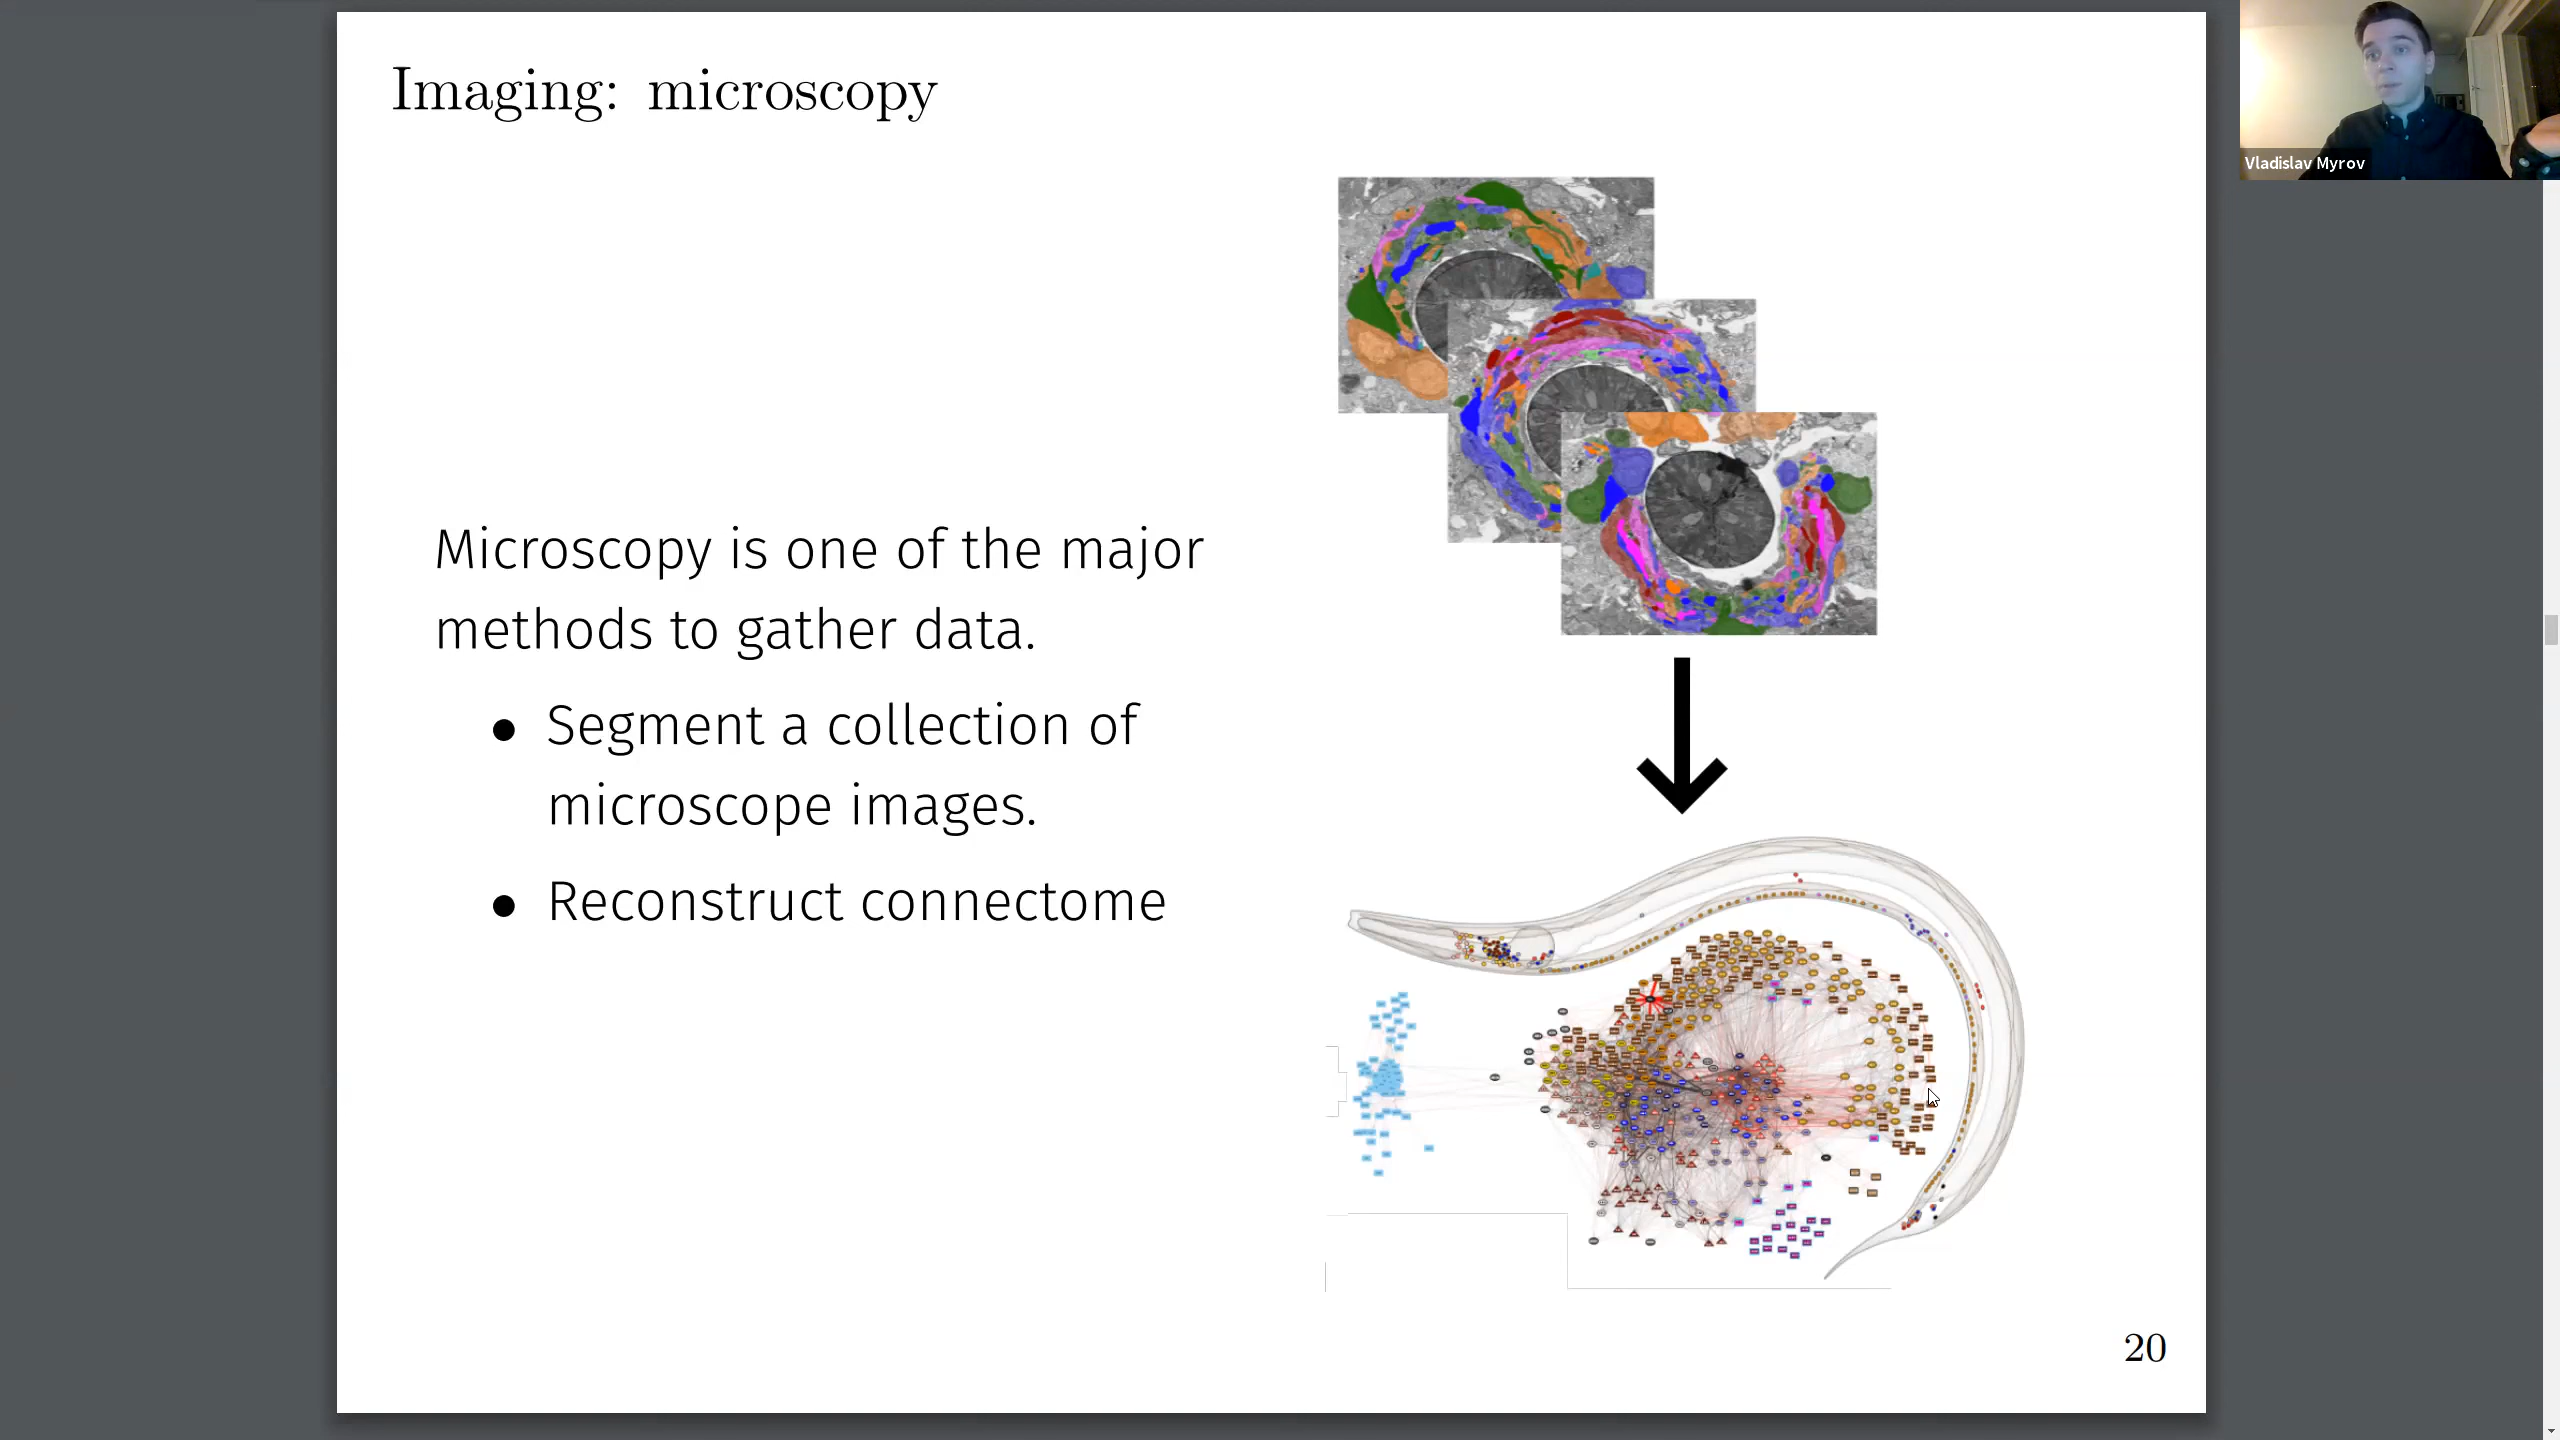 Imaging: microscopy
Vladislav Myrov
Microscopy is one of the major
methods to gather data.
● Segment a collection of
microscope images.
● Reconstruct connectome
20